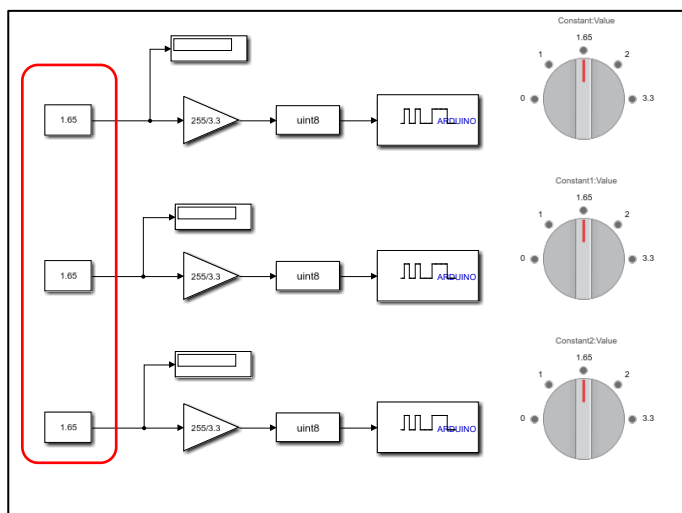 Constant:Value
1.65
1
2
0
3.3
1.65
255/3.3
uint8
ARDUINO
Constant1:Value
1.65
1
2
0
3.3
1.65
255/3.3
uint8
ARDUINO
Constant2:Value
1.65
1
2
0
3.3
1.65
255/3.3
uint8
ARDUINO